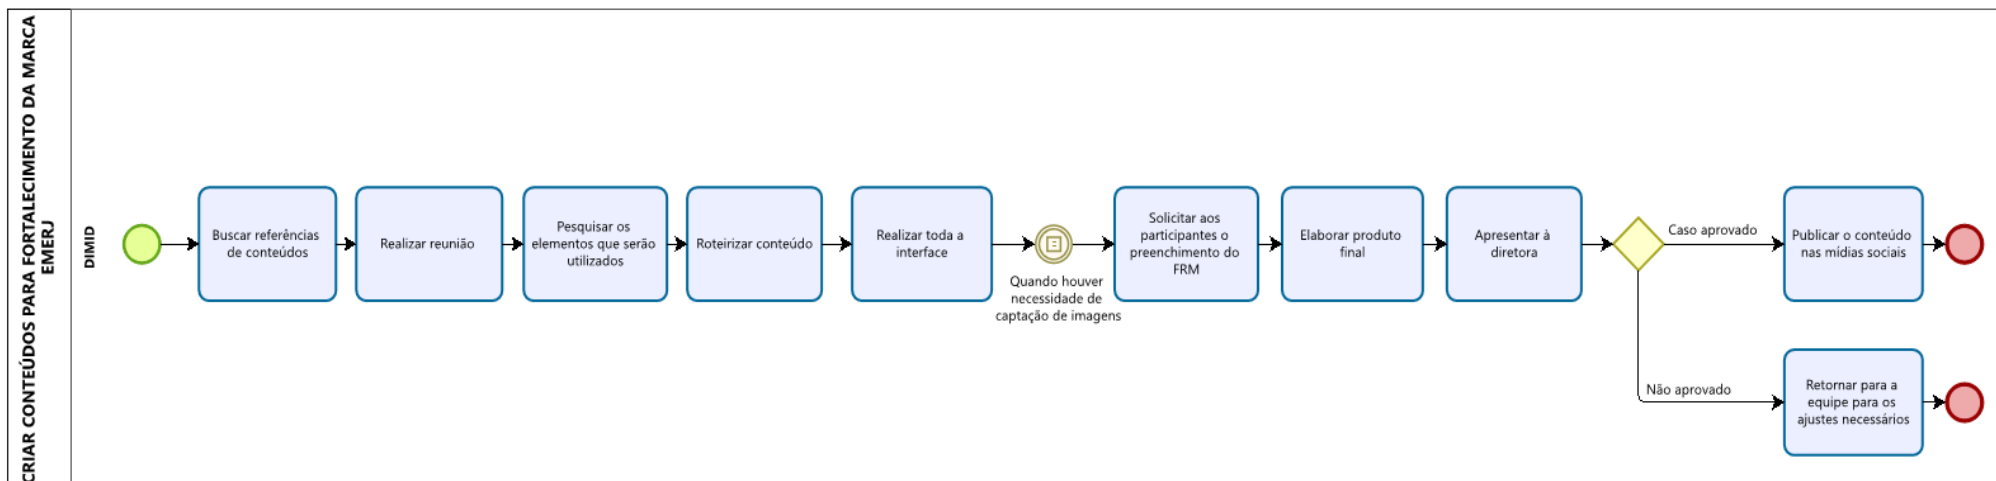 CRIAR CONTEÚDOS PARA FORTALECIMENTO DA MARCA
EMERJ
DIMID
Buscar referências
de conteúdos
Realizar reunião
Pesquisar os
elementos que serão
utilizados
Roteirizar conteúdo
Realizar toda a
interface
Quando houver
necessidade de
captação de imagens
Solicitar aos
participantes o
preenchimento do
FRM
Elaborar produto
final
Apresentar à
diretora
Caso aprovado
Publicar o conteúdo
nas mídias sociais
Não aprovado
Retornar para a
equipe para os
ajustes necessários